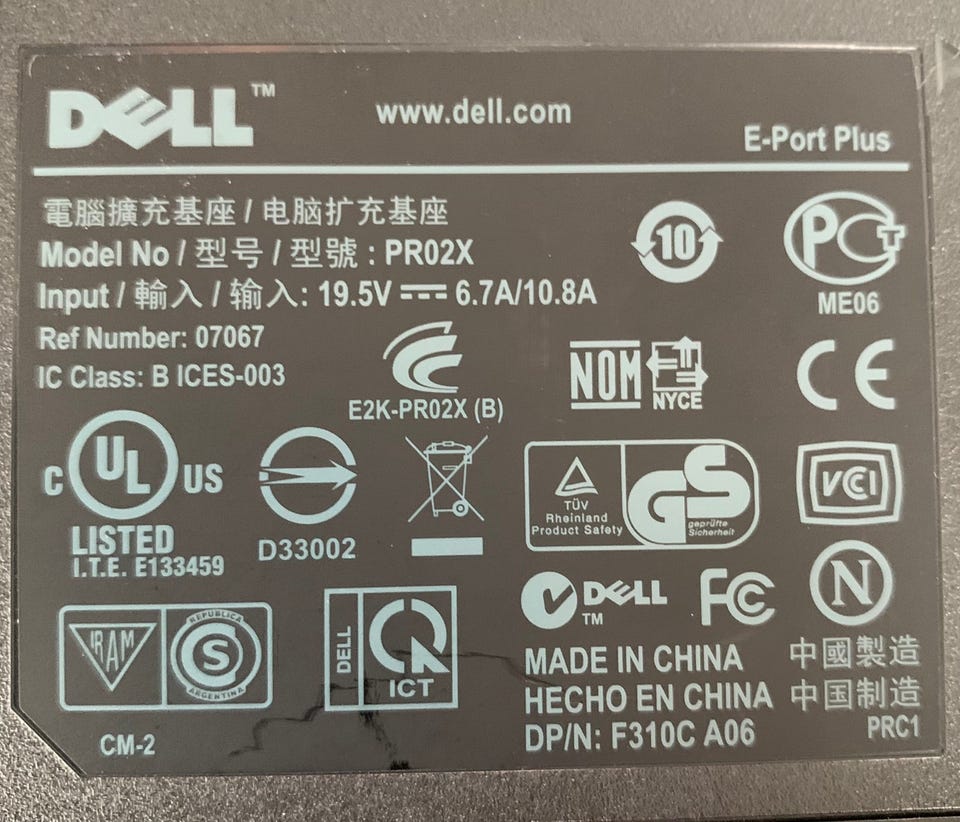 DELL™
www.dell.com
E-Port Plus
電腦擴充基座 / 电脑扩充基座
Model No / 型号 / 型號 : PR02X
Input / 輸入 / 输入: 19.5V 6.7A/10.8A
Ref Number: 07067
IC Class: B ICES-003
10
PCT
ME06
E2K-PR02X (B)
NOM
NYCE
CE
C UL US
LISTED
I.T.E. E133459
D33002
TÜV
Rheinland
Product Safety
GS
geprüfte
Sicherheit
VCI
DELL
TM
FC
N
IRAM
REPUBLICA
S
ARGENTINA
DELL
ICT
CM-2
MADE IN CHINA
HECHO EN CHINA
DP/N: F310C A06
中國製造
中国制造
PRC1